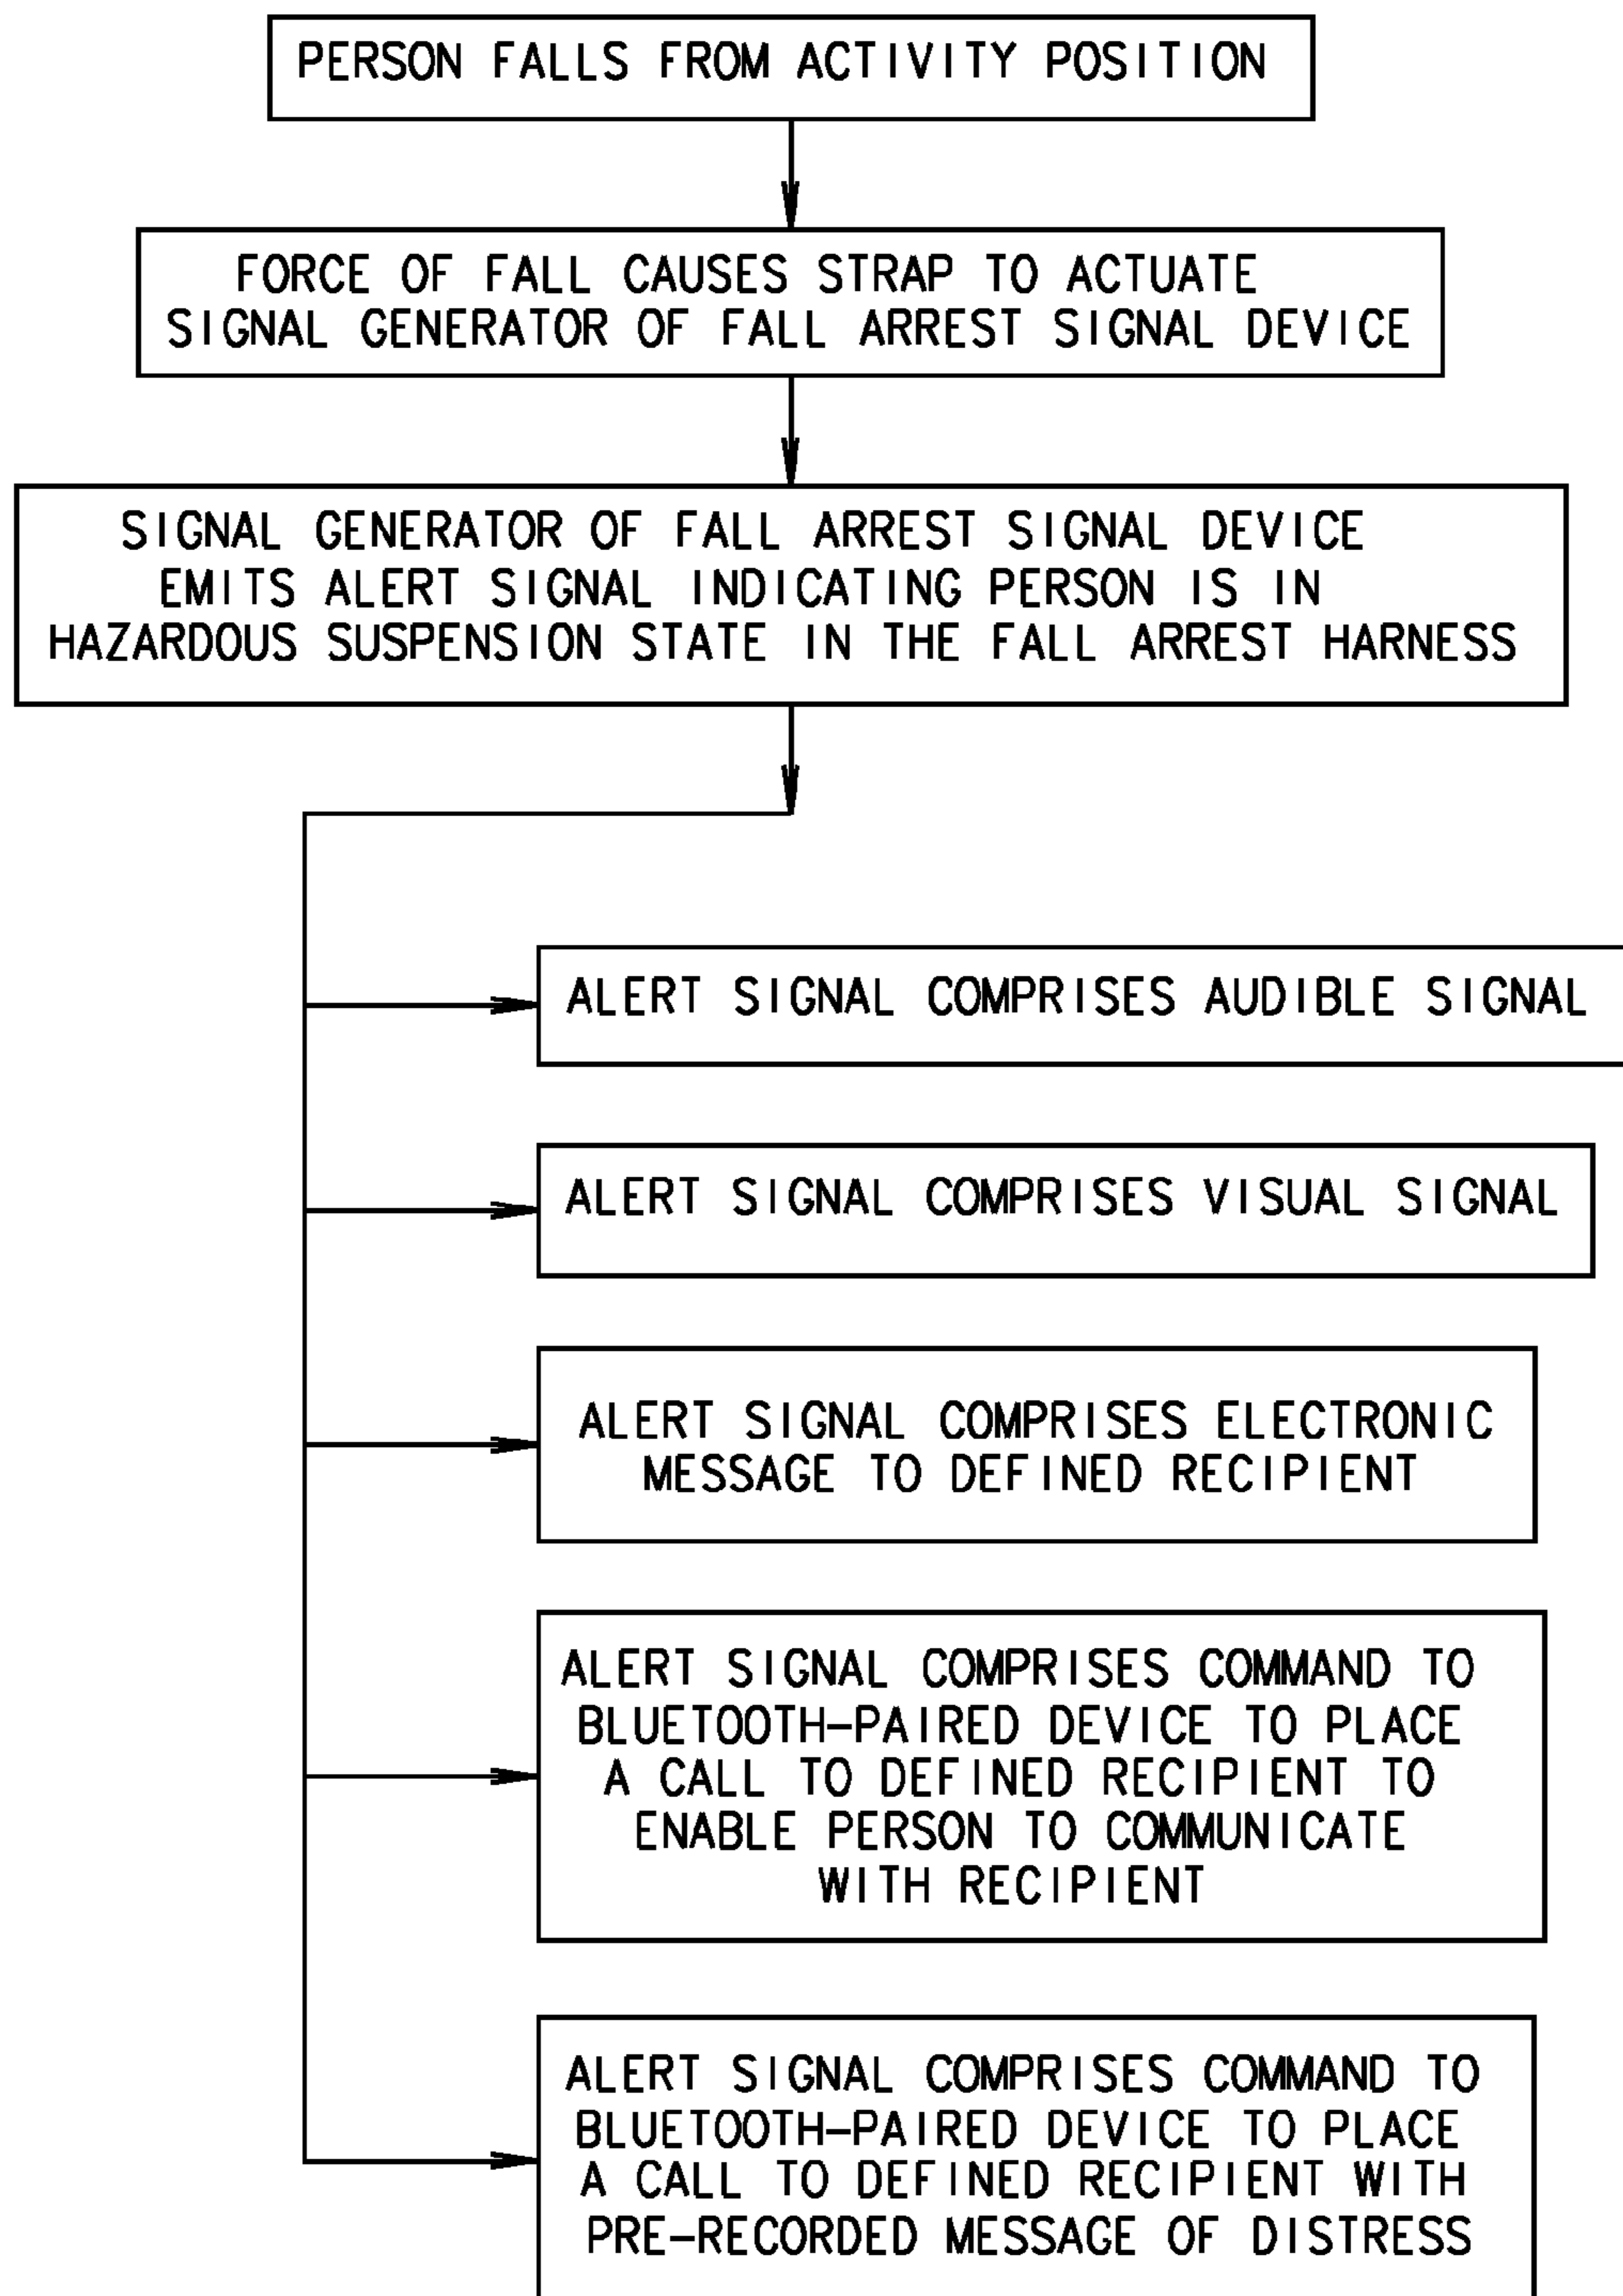 PERSON FALLS FROM ACTIVITY POSITION
FORCE OF FALL CAUSES STRAP TO ACTUATE
SIGNAL GENERATOR OF FALL ARREST SIGNAL DEVICE
SIGNAL GENERATOR OF FALL ARREST SIGNAL DEVICE
EMITS ALERT SIGNAL INDICATING PERSON IS IN
HAZARDOUS SUSPENSION STATE IN THE FALL ARREST HARNESS
ALERT SIGNAL COMPRISES AUDIBLE SIGNAL
ALERT SIGNAL COMPRISES VISUAL SIGNAL
ALERT SIGNAL COMPRISES ELECTRONIC
MESSAGE TO DEFINED RECIPIENT
ALERT SIGNAL COMPRISES COMMAND TO
BLUETOOTH-PAIRED DEVICE TO PLACE
A CALL TO DEFINED RECIPIENT TO
ENABLE PERSON TO COMMUNICATE
WITH RECIPIENT
ALERT SIGNAL COMPRISES COMMAND TO
BLUETOOTH-PAIRED DEVICE TO PLACE
A CALL TO DEFINED RECIPIENT WITH
PRE-RECORDED MESSAGE OF DISTRESS